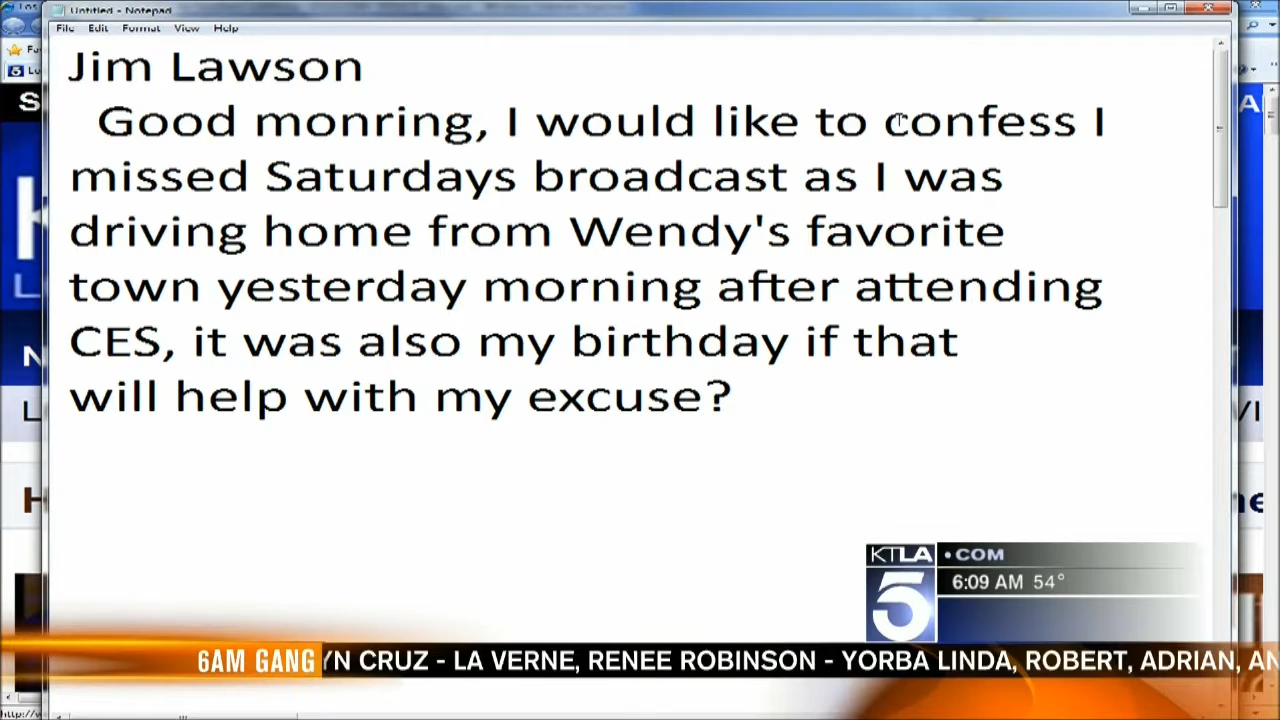 Untitled - Notepad
File Edit Format View Help
Jim Lawson
Good monring, I would like to confess I
missed Saturdays broadcast as I was
driving home from Wendy's favorite
town yesterday morning after attending
CES, it was also my birthday if that
will help with my excuse?
KTLA •COM
5 6:09 AM 54°
6AM GANG YN CRUZ - LA VERNE, RENEE ROBINSON - YORBA LINDA, ROBERT, ADRIAN, AN